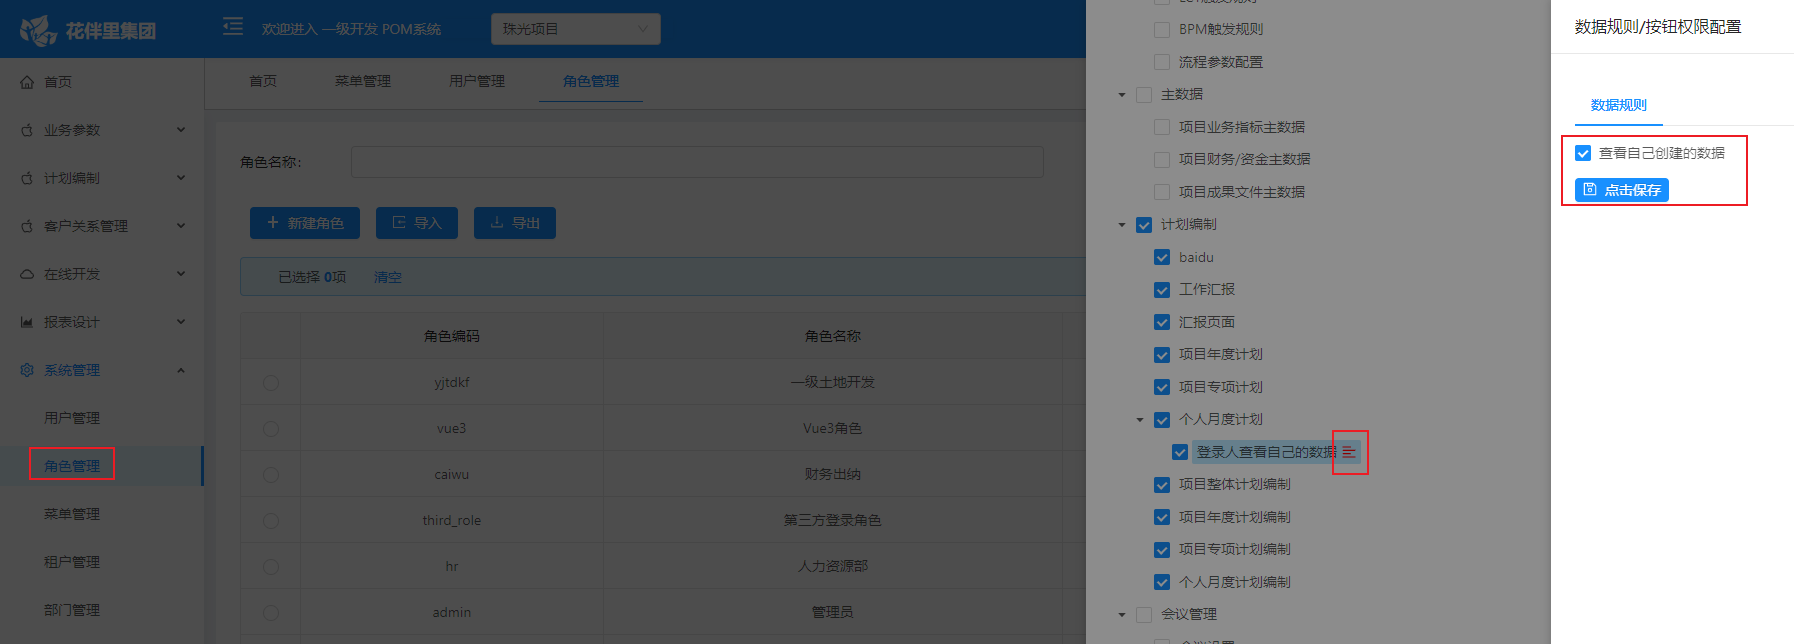 花伴里集团
欢迎进入 一级开发 POM系统
珠光项目
首页
业务参数
计划编制
客户关系管理
在线开发
报表设计
系统管理
用户管理
角色管理
菜单管理
租户管理
部门管理
首页 菜单管理 用户管理 角色管理
角色名称：
新建角色 导入 导出
已选择 0项 清空
角色编码 角色名称
yjtdkf 一级土地开发
vue3 Vue3角色
caiwu 财务出纳
third_role 第三方登录角色
hr 人力资源部
admin 管理员
BPM触发规则
流程参数配置
主数据
项目业务指标主数据
项目财务/资金主数据
项目成果文件主数据
计划编制
baidu
工作汇报
汇报页面
项目年度计划
项目专项计划
个人月度计划
登录人查看自己的数据
项目整体计划编制
项目年度计划编制
项目专项计划编制
个人月度计划编制
会议管理
数据规则/按钮权限配置
数据规则
查看自己创建的数据
点击保存